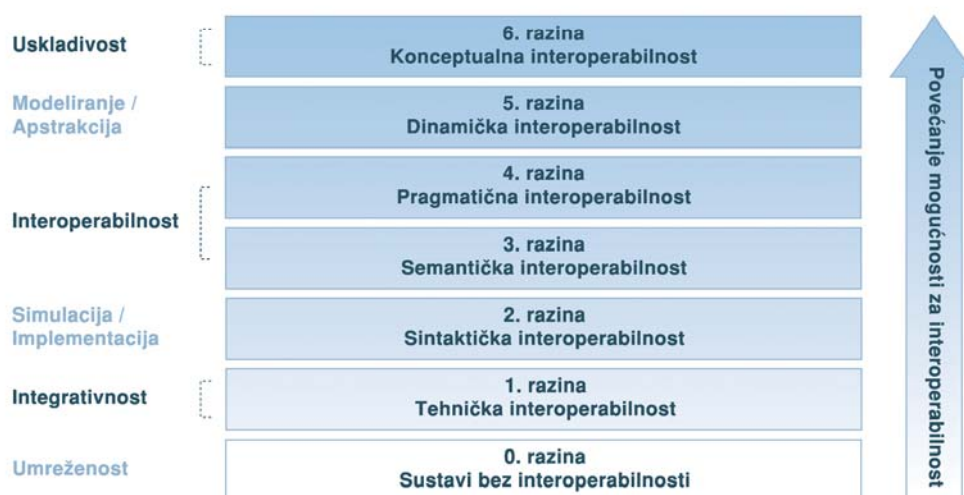 Uskladivost
6. razina
Konceptualna interoperabilnost
Modeliranje /
Apstrakcija
5. razina
Dinamička interoperabilnost
4. razina
Pragmatična interoperabilnost
Interoperabilnost
3. razina
Semantička interoperabilnost
Simulacija /
Implementacija
2. razina
Sintaktička interoperabilnost
Integrativnost
1. razina
Tehnička interoperabilnost
Umreženost
0. razina
Sustavi bez interoperabilnosti
Povećanje mogućnosti za interoperabilnost